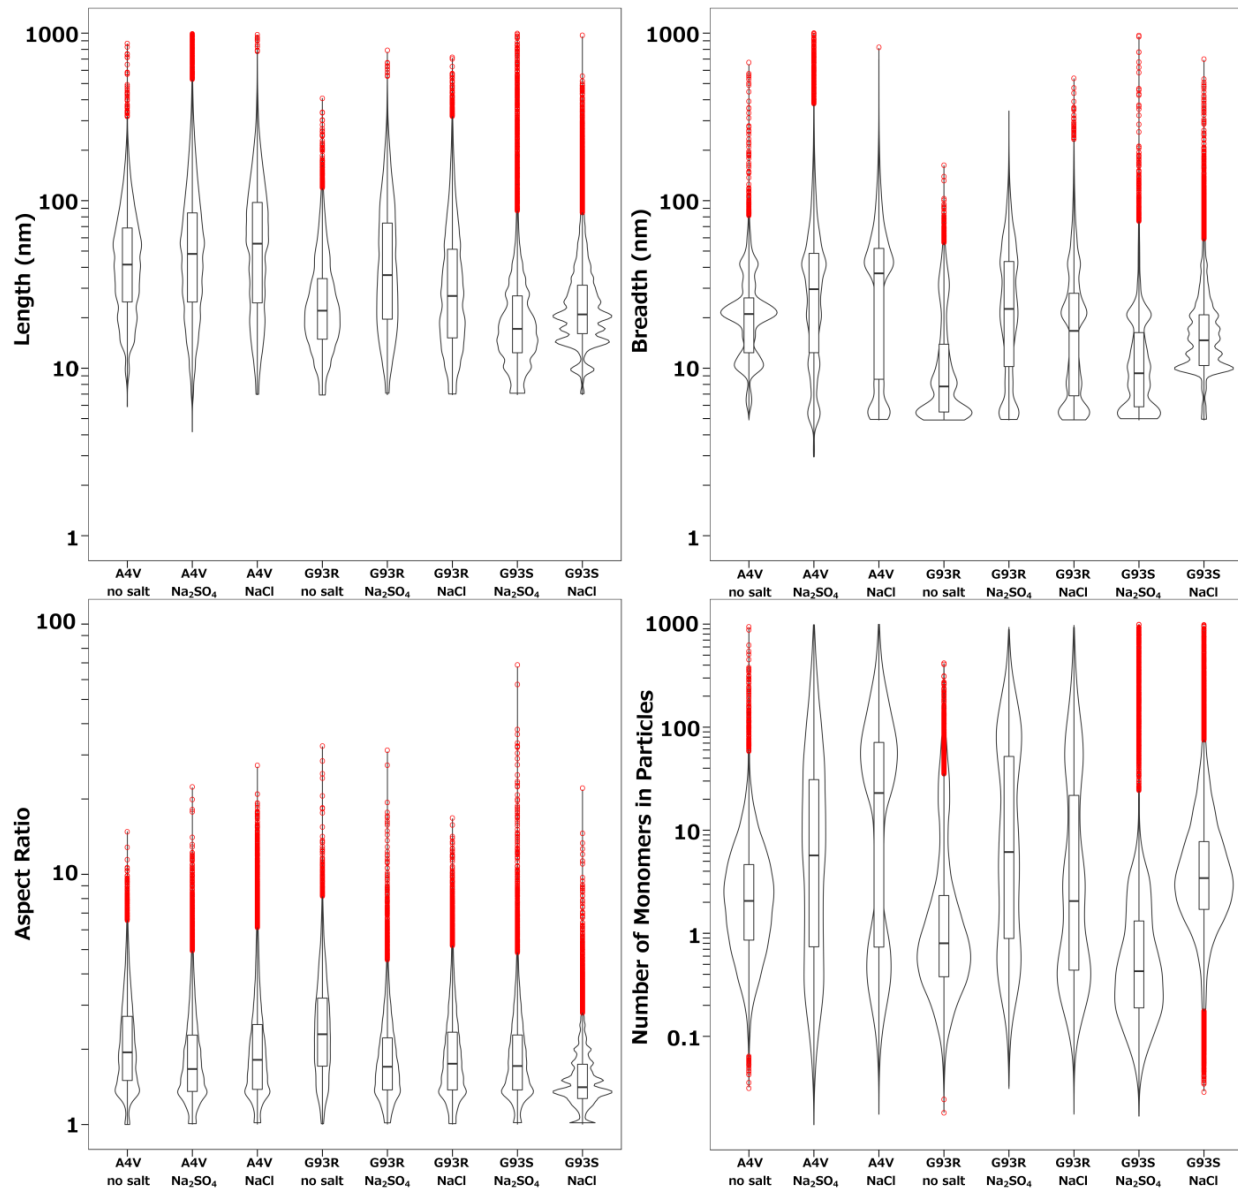 Length (nm)
1000
100
10
1
A4V A4V A4V G93R G93R G93R G93S G93S
no salt Na₂SO₄ NaCl no salt Na₂SO₄ NaCl Na₂SO₄ NaCl
Breadth (nm)
1000
100
10
1
A4V A4V A4V G93R G93R G93R G93S G93S
no salt Na₂SO₄ NaCl no salt Na₂SO₄ NaCl Na₂SO₄ NaCl
Aspect Ratio
100
10
1
A4V A4V A4V G93R G93R G93R G93S G93S
no salt Na₂SO₄ NaCl no salt Na₂SO₄ NaCl Na₂SO₄ NaCl
Number of Monomers in Particles
1000
100
10
1
0.1
A4V A4V A4V G93R G93R G93R G93S G93S
no salt Na₂SO₄ NaCl no salt Na₂SO₄ NaCl Na₂SO₄ NaCl